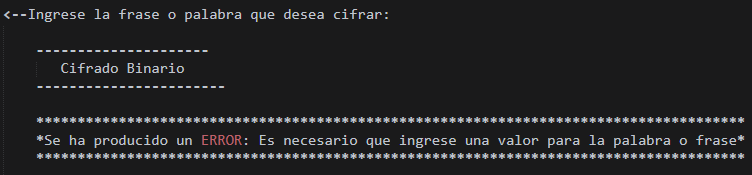 <--Ingrese la frase o palabra que desea cifrar:
---------------------
Cifrado Binario
-----------------------
**************************************************************************************
*Se ha producido un ERROR: Es necesario que ingrese una valor para la palabra o frase*
**************************************************************************************